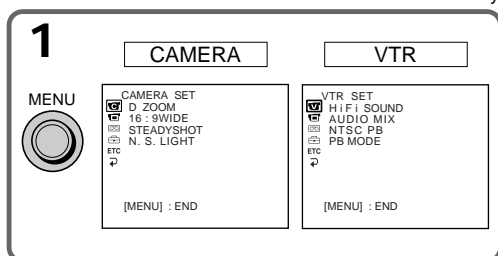 1
CAMERA
VTR
MENU
CAMERA SET
C D ZOOM
16:9WIDE
STEADYSHOT
N. S. LIGHT
ETC
[MENU] : END
VTR SET
V HiFi SOUND
AUDIO MIX
NTSC PB
PB MODE
ETC
[MENU] : END